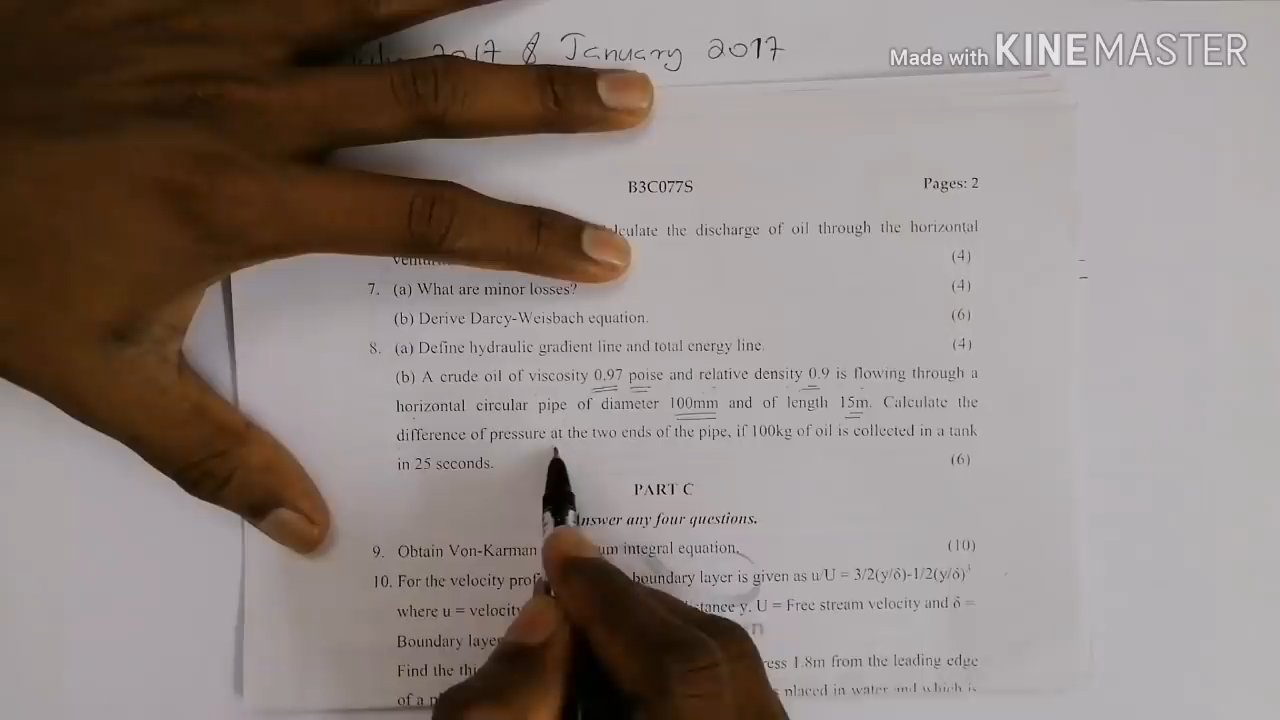 2017 & January 2017
Made with KINEMASTER
B3C077S Pages: 2
the discharge of oil through the horizontal
(4)
7. (a) What are minor losses? (4)
(b) Derive Darcy-Weisbach equation. (6)
8. (a) Define hydraulic gradient line and total energy line. (4)
(b) A crude oil of viscosity 0.97 poise and relative density 0.9 is flowing through a
horizontal circular pipe of diameter 100mm and of length 15m. Calculate the
difference of pressure at the two ends of the pipe, if 100kg of oil is collected in a tank
in 25 seconds. (6)
PART C
any four questions.
9. Obtain Von-Karman integral equation. (10)
10. For the velocity boundary layer is given as u/U = 3/2(y/δ)-1/2(y/δ)³
where u = velocity y. U = Free stream velocity and δ =
Boundary
Find the 1.8m from the leading edge
of a placed in water and which is